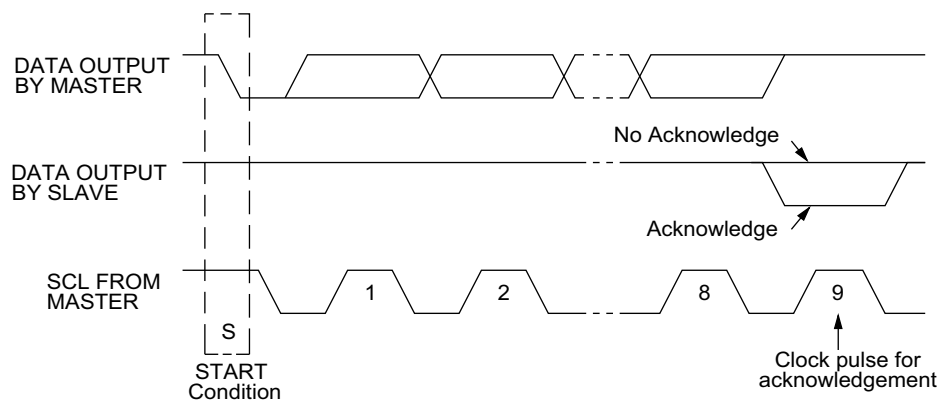 DATA OUTPUT
BY MASTER
No Acknowledge
DATA OUTPUT
BY SLAVE
Acknowledge
SCL FROM
MASTER
1
2
8
9
S
START
Condition
Clock pulse for
acknowledgement